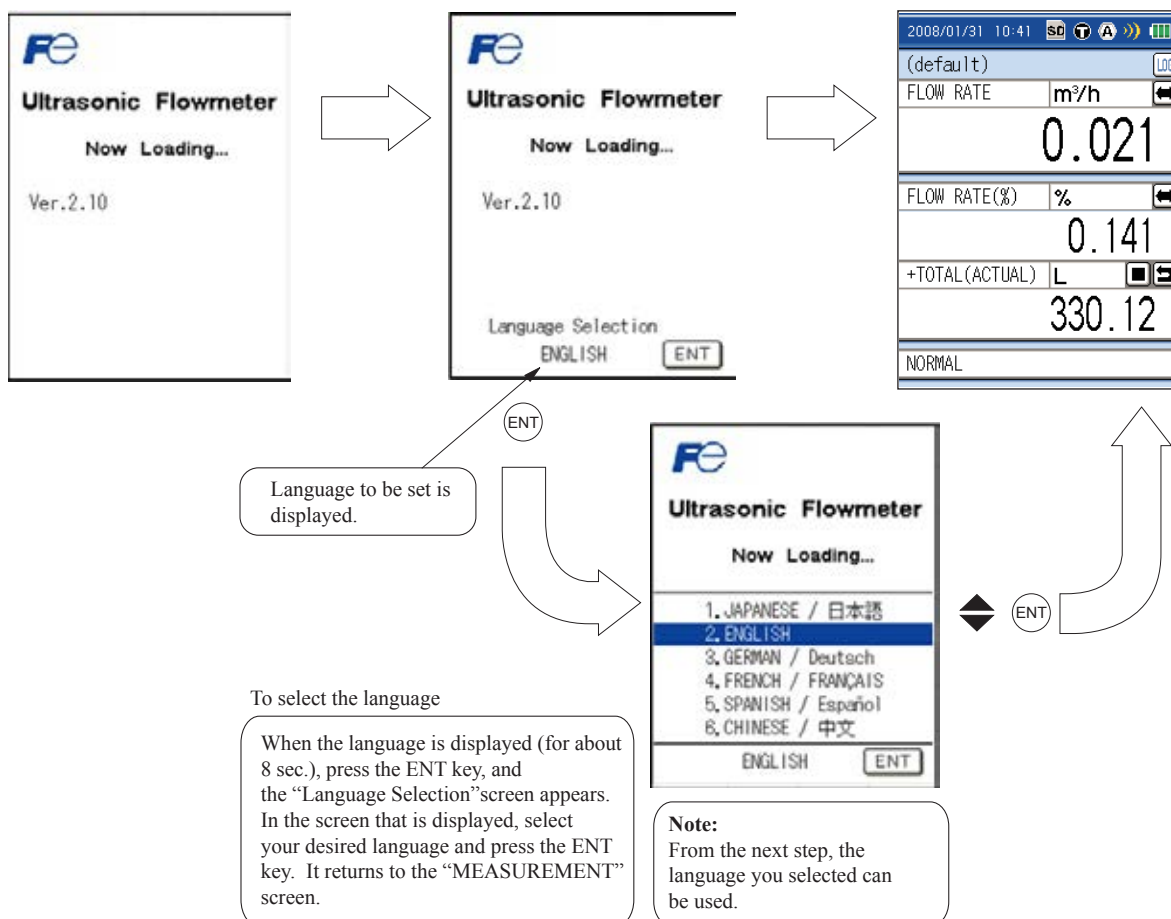 Fe
Ultrasonic Flowmeter
Now Loading...
Ver.2.10
Fe
Ultrasonic Flowmeter
Now Loading...
Ver.2.10
Language Selection
ENGLISH ENT
2008/01/31 10:41 SD T A
(default)
FLOW RATE m³/h
0.021
FLOW RATE(%) %
0.141
+TOTAL(ACTUAL) L
330.12
NORMAL
ENT
Language to be set is
displayed.
Fe
Ultrasonic Flowmeter
Now Loading...
1.JAPANESE / 日本語
2.ENGLISH
3.GERMAN / Deutsch
4.FRENCH / FRANÇAIS
5.SPANISH / Español
6.CHINESE / 中文
ENGLISH ENT
ENT
To select the language
When the language is displayed (for about
8 sec.), press the ENT key, and
the “Language Selection”screen appears.
In the screen that is displayed, select
your desired language and press the ENT
key. It returns to the “MEASUREMENT”
screen.
Note:
From the next step, the
language you selected can
be used.